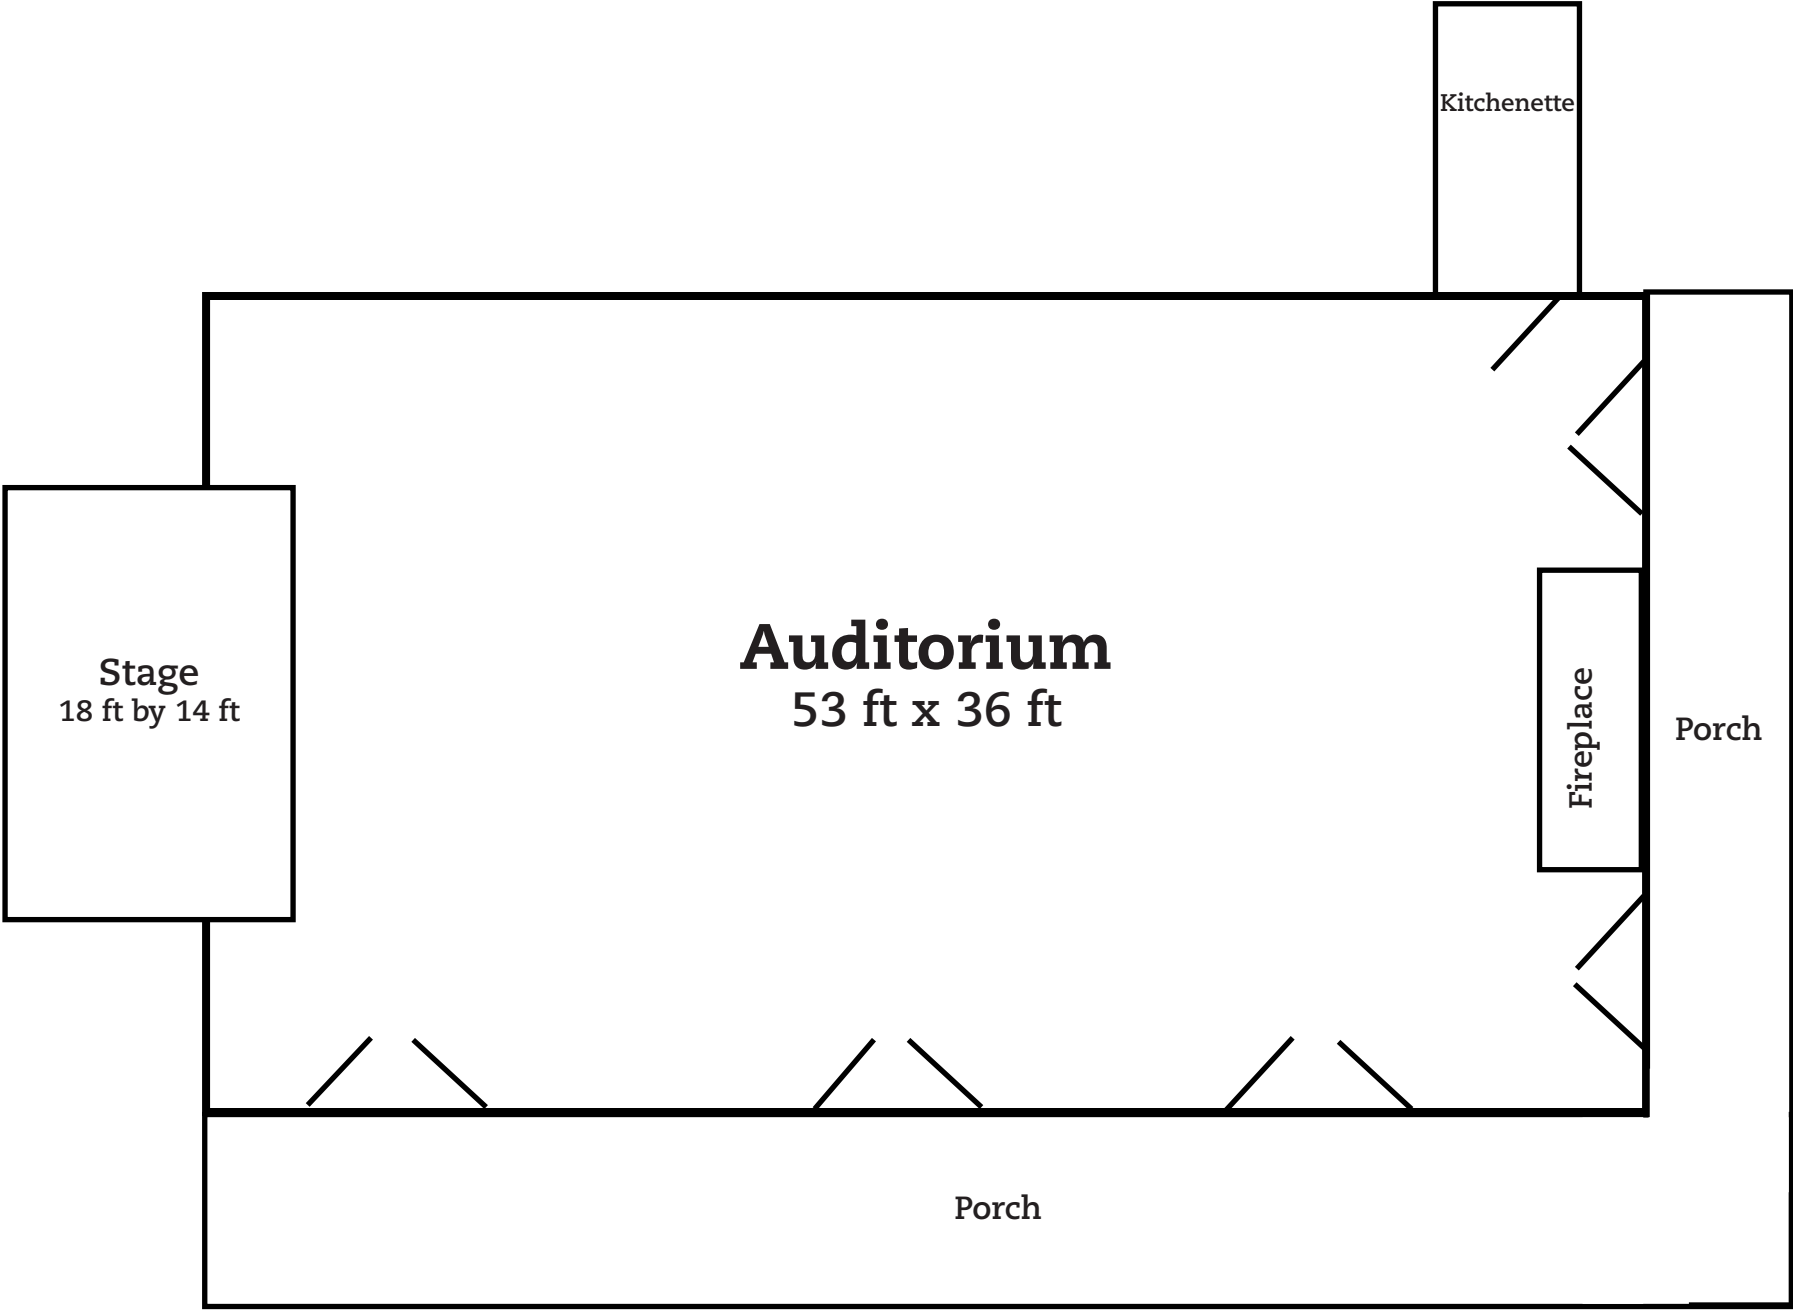 Kitchenette
Auditorium
53 ft x 36 ft
Stage
18 ft by 14 ft
Fireplace
Porch
Porch